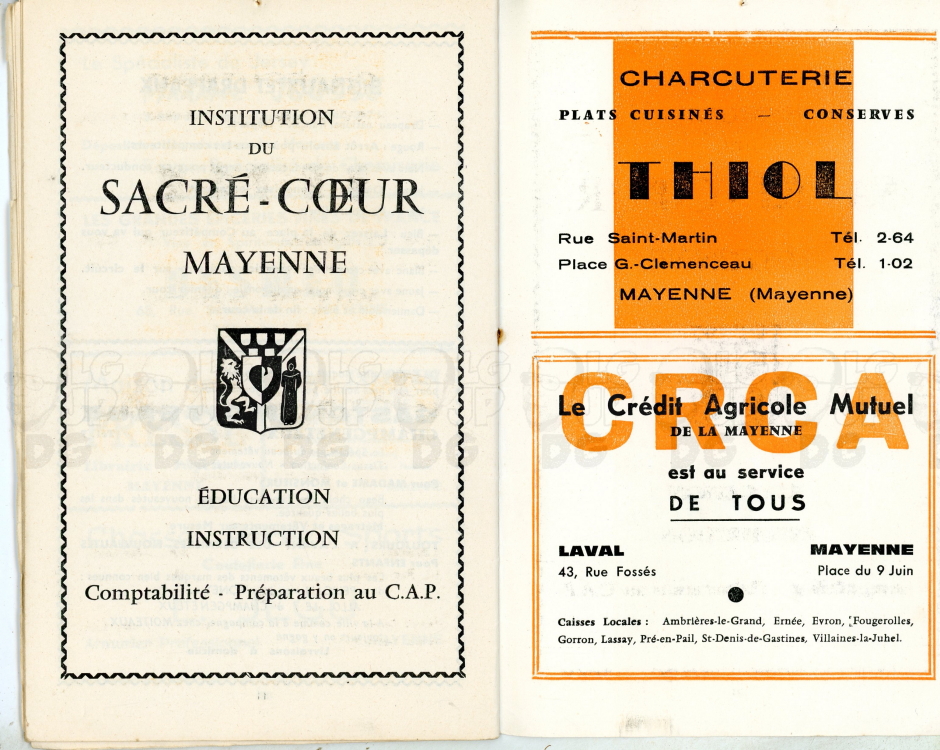 INSTITUTION
DU
SACRÉ-CŒUR
MAYENNE
ÉDUCATION
INSTRUCTION
Comptabilité - Préparation au C.A.P.
CHARCUTERIE
PLATS CUISINÉS — CONSERVES
THIOL
Rue Saint-Martin Tél. 2-64
Place G.-Clemenceau Tél. 1-02
MAYENNE (Mayenne)
CRCA
Le Crédit Agricole Mutuel
DE LA MAYENNE
est au service
DE TOUS
LAVAL MAYENNE
43, Rue Fossés Place du 9 Juin
Caisses Locales : Ambrières-le-Grand, Ernée, Evron, Fougerolles,
Gorron, Lassay, Pré-en-Pail, St-Denis-de-Gastines, Villaines-la-Juhel.